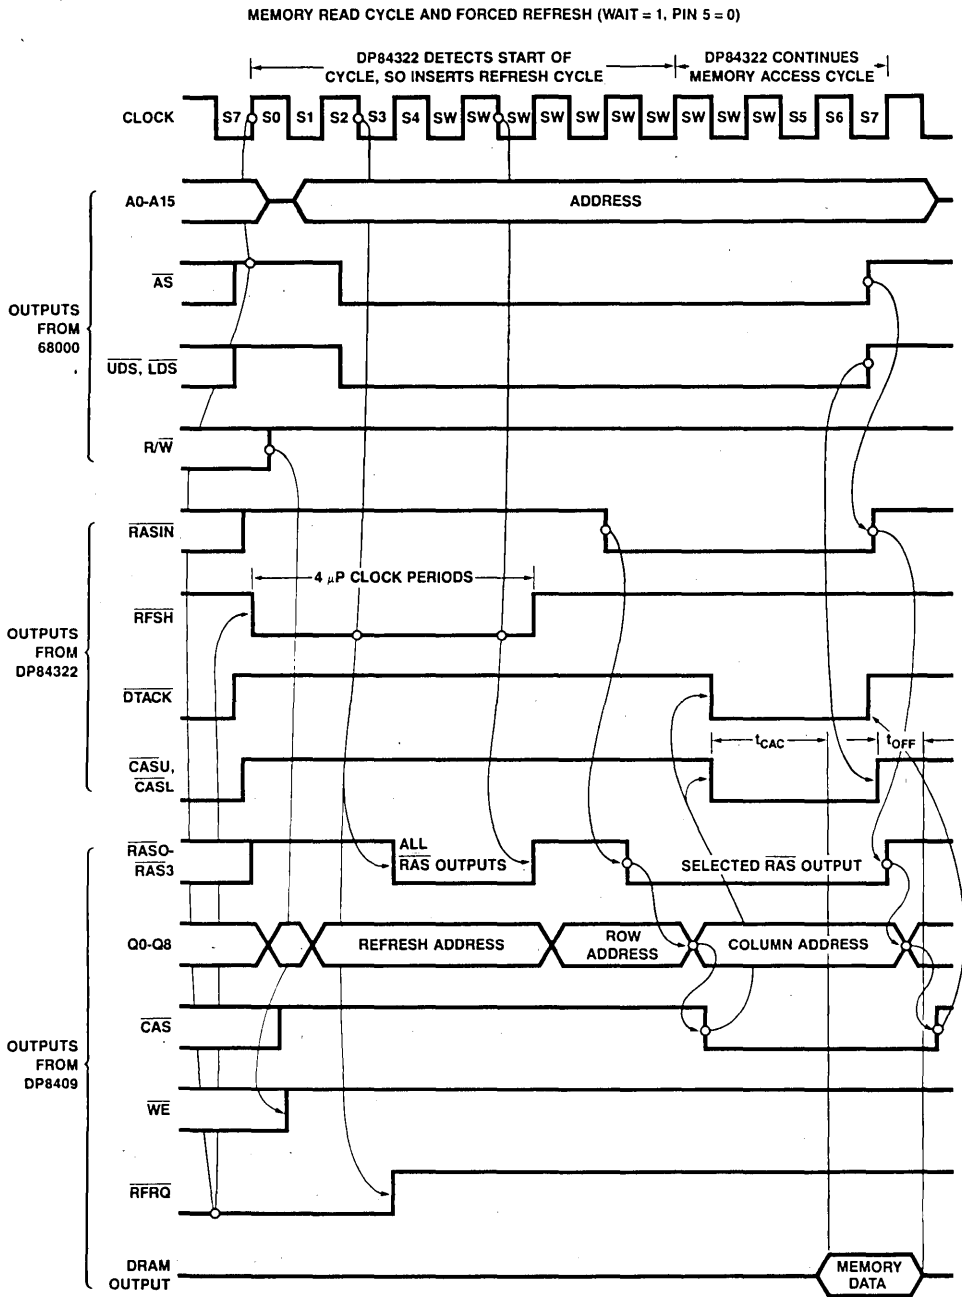 MEMORY READ CYCLE AND FORCED REFRESH (WAIT = 1, PIN 5 = 0)
DP84322 DETECTS START OF
CYCLE, SO INSERTS REFRESH CYCLE
DP84322 CONTINUES
MEMORY ACCESS CYCLE
CLOCK
S7 S0 S1 S2 S3 S4 SW SW SW SW SW SW SW SW SW S5 S6 S7
A0-A15
ADDRESS
OUTPUTS
FROM
68000
AS
UDS, LDS
R/W
OUTPUTS
FROM
DP84322
RASIN
4 μP CLOCK PERIODS
RFSH
DTACK
tCAC
tOFF
CASU,
CASL
OUTPUTS
FROM
DP8409
RASO-
RAS3
ALL
RAS OUTPUTS
SELECTED RAS OUTPUT
Q0-Q8
REFRESH ADDRESS
ROW
ADDRESS
COLUMN ADDRESS
CAS
WE
RFRQ
DRAM
OUTPUT
MEMORY
DATA